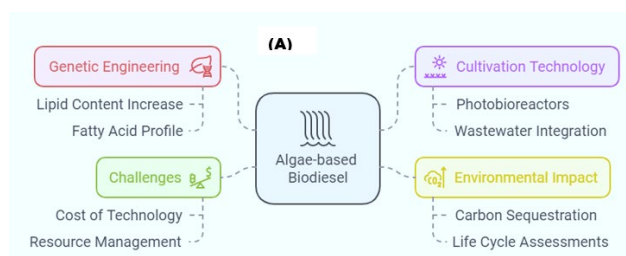 (A)
Genetic Engineering
Lipid Content Increase
Fatty Acid Profile
Challenges
Cost of Technology
Resource Management
Algae-based
Biodiesel
Cultivation Technology
Photobioreactors
Wastewater Integration
CO2
Environmental Impact
Carbon Sequestration
Life Cycle Assessments